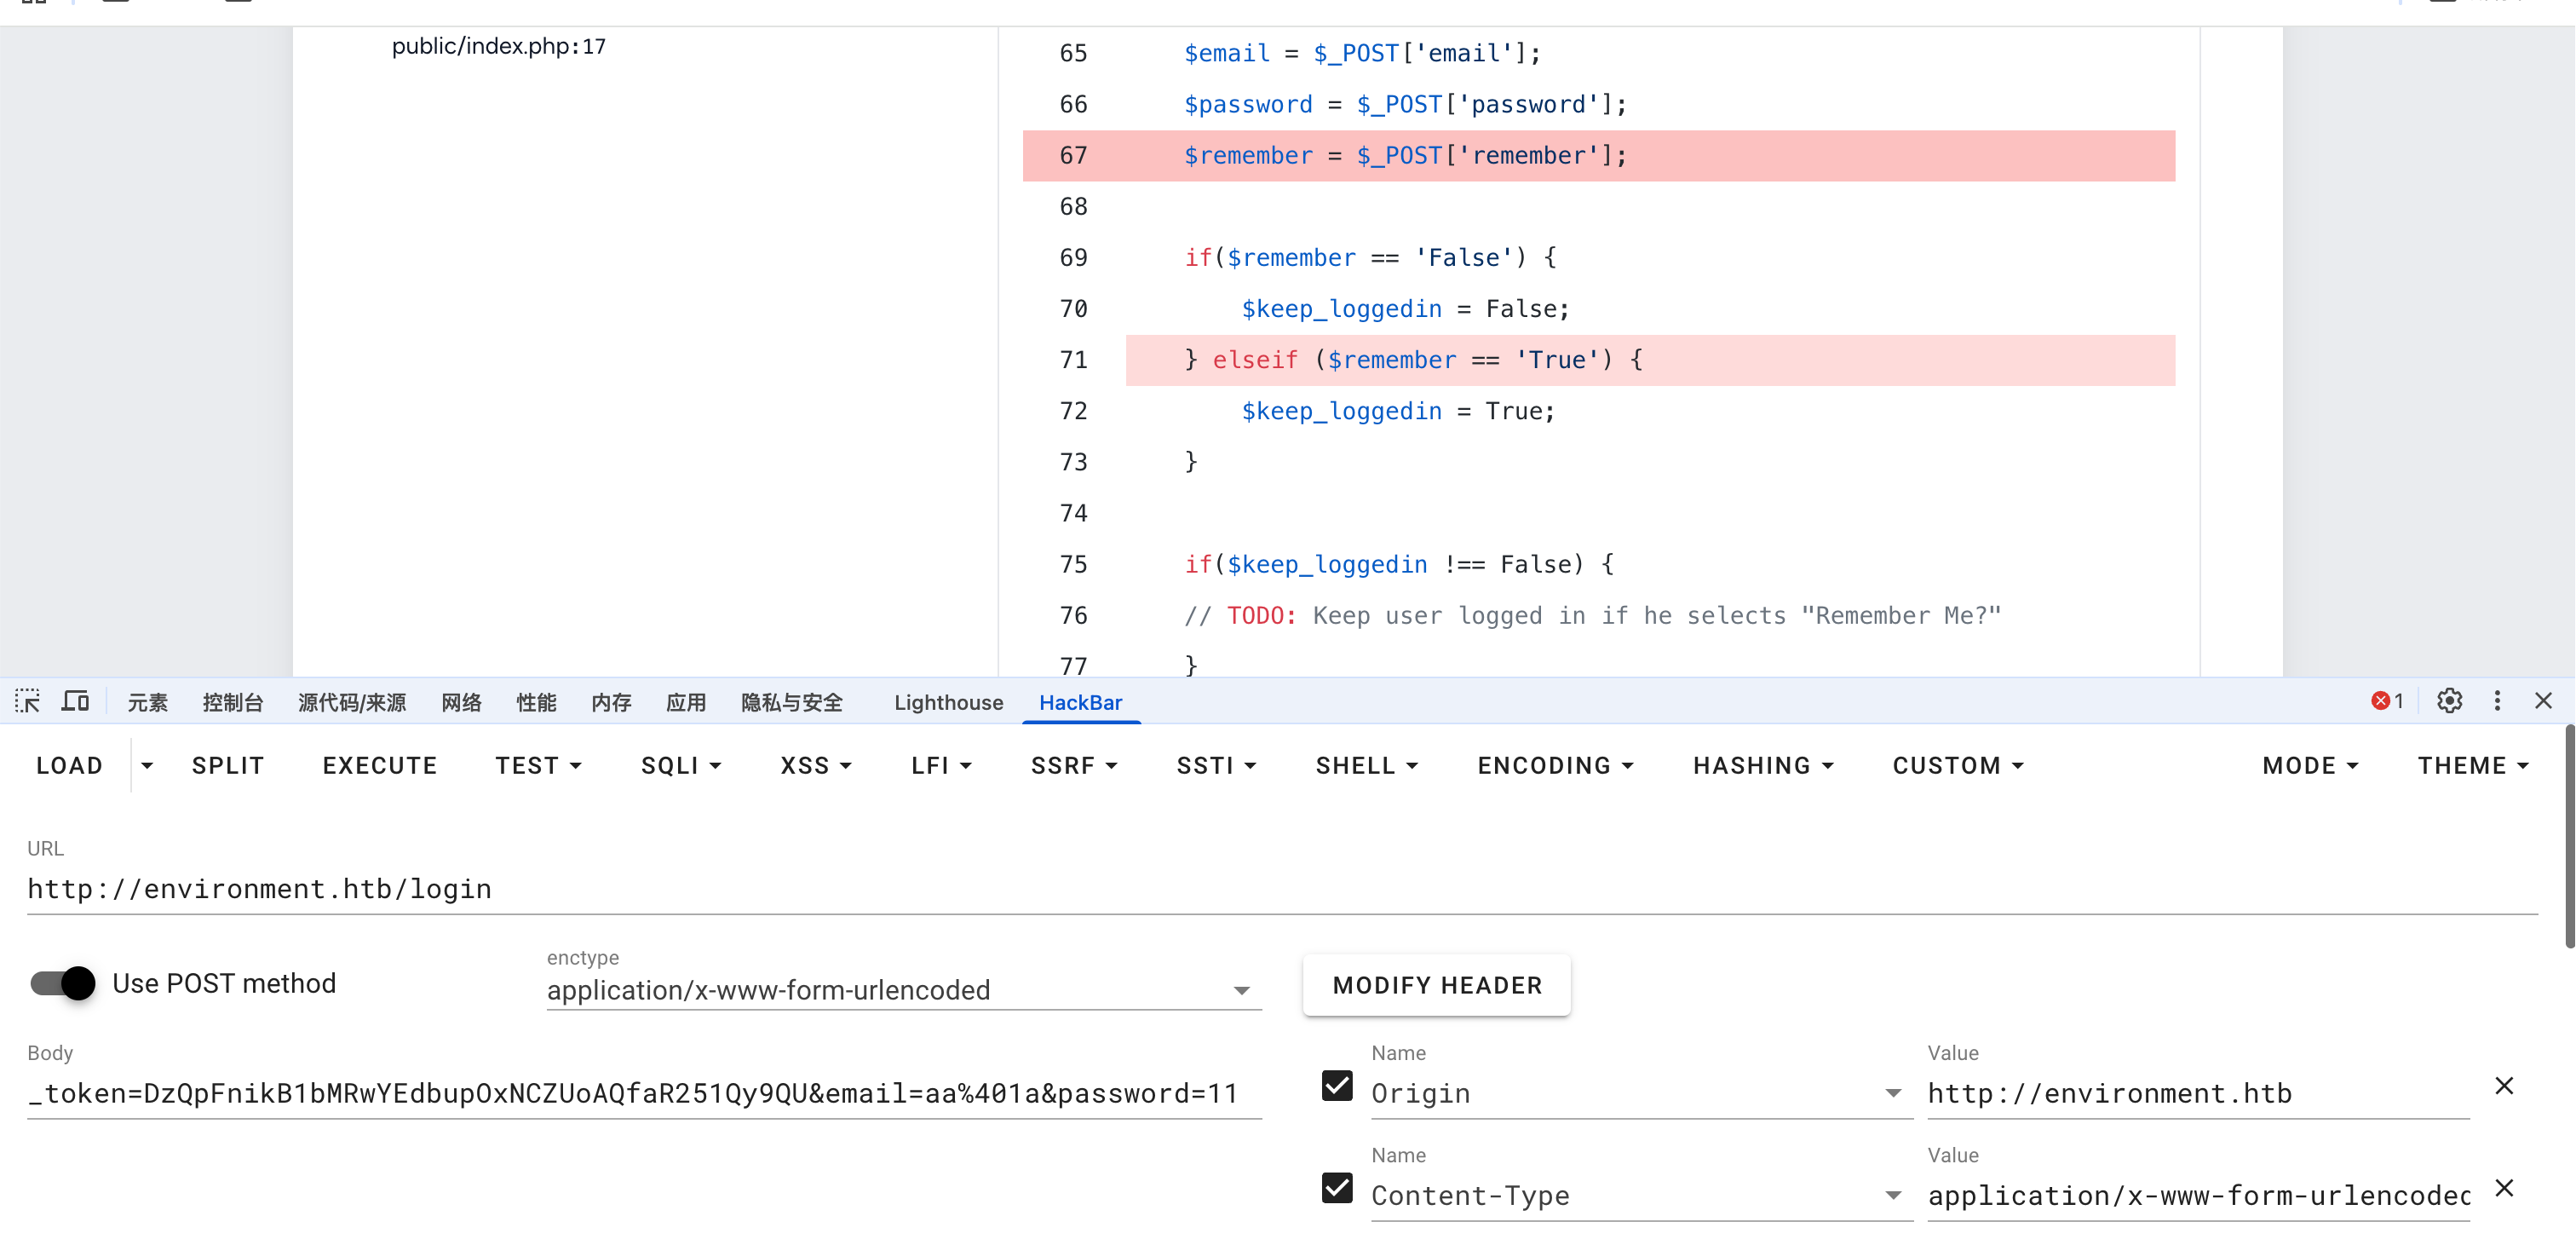 public/index.php:17
65 $email = $_POST['email'];
66 $password = $_POST['password'];
67 $remember = $_POST['remember'];
68
69 if($remember == 'False') {
70 $keep_loggedin = False;
71 } elseif ($remember == 'True') {
72 $keep_loggedin = True;
73 }
74
75 if($keep_loggedin !== False) {
76 // TODO: Keep user logged in if he selects "Remember Me?"
77 }
元素 控制台 源代码/来源 网络 性能 内存 应用 隐私与安全 Lighthouse HackBar 1
LOAD SPLIT EXECUTE TEST SQLI XSS LFI SSRF SSTI SHELL ENCODING HASHING CUSTOM MODE THEME
URL
http://environment.htb/login
Use POST method
enctype
application/x-www-form-urlencoded
MODIFY HEADER
Body
_token=DzQpFnikB1bMRwYEdbupOxNCZUoAQfaR251Qy9QU&email=aa%401a&password=11
Name Value
Origin http://environment.htb
Name Value
Content-Type application/x-www-form-urlencoded